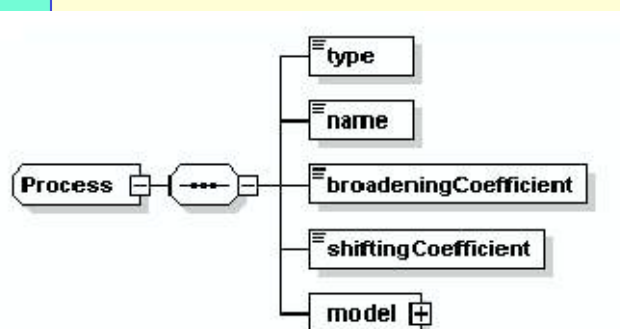 type
name
Process
broadeningCoefficient
shiftingCoefficient
model